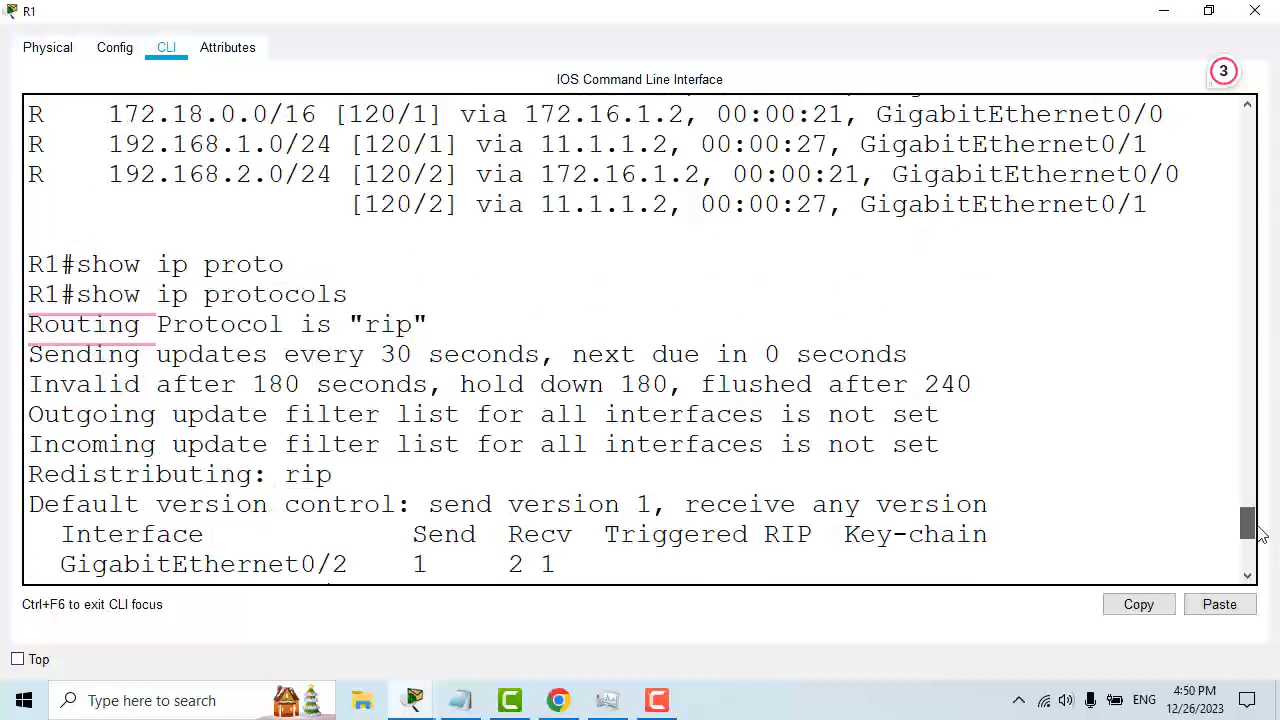 R1
Physical Config CLI Attributes
3
IOS Command Line Interface
R 172.18.0.0/16 [120/1] via 172.16.1.2, 00:00:21, GigabitEthernet0/0
R 192.168.1.0/24 [120/1] via 11.1.1.2, 00:00:27, GigabitEthernet0/1
R 192.168.2.0/24 [120/2] via 172.16.1.2, 00:00:21, GigabitEthernet0/0
[120/2] via 11.1.1.2, 00:00:27, GigabitEthernet0/1
R1#show ip proto
R1#show ip protocols
Routing Protocol is "rip"
Sending updates every 30 seconds, next due in 0 seconds
Invalid after 180 seconds, hold down 180, flushed after 240
Outgoing update filter list for all interfaces is not set
Incoming update filter list for all interfaces is not set
Redistributing: rip
Default version control: send version 1, receive any version
Interface Send Recv Triggered RIP Key-chain
GigabitEthernet0/2 1 2 1
Ctrl+F6 to exit CLI focus
Copy Paste
Top
Type here to search
ENG
4:50 PM
12/26/2023